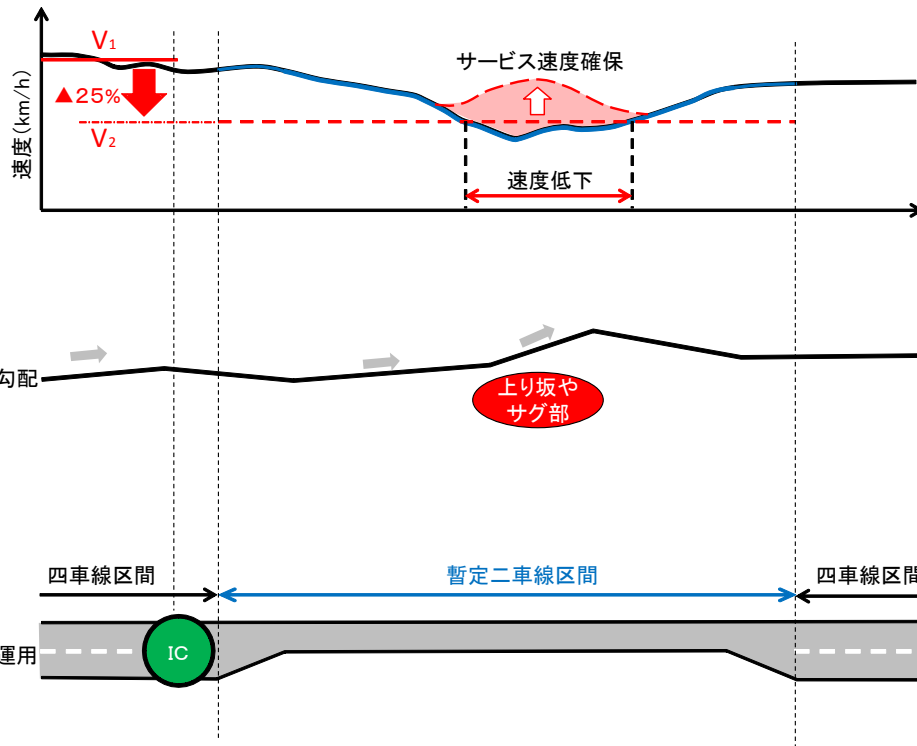 V1
サービス速度確保
▲25%
V2
速度(km/h)
速度低下
勾配
上り坂や
サグ部
四車線区間
暫定二車線区間
四車線区間
運用
IC